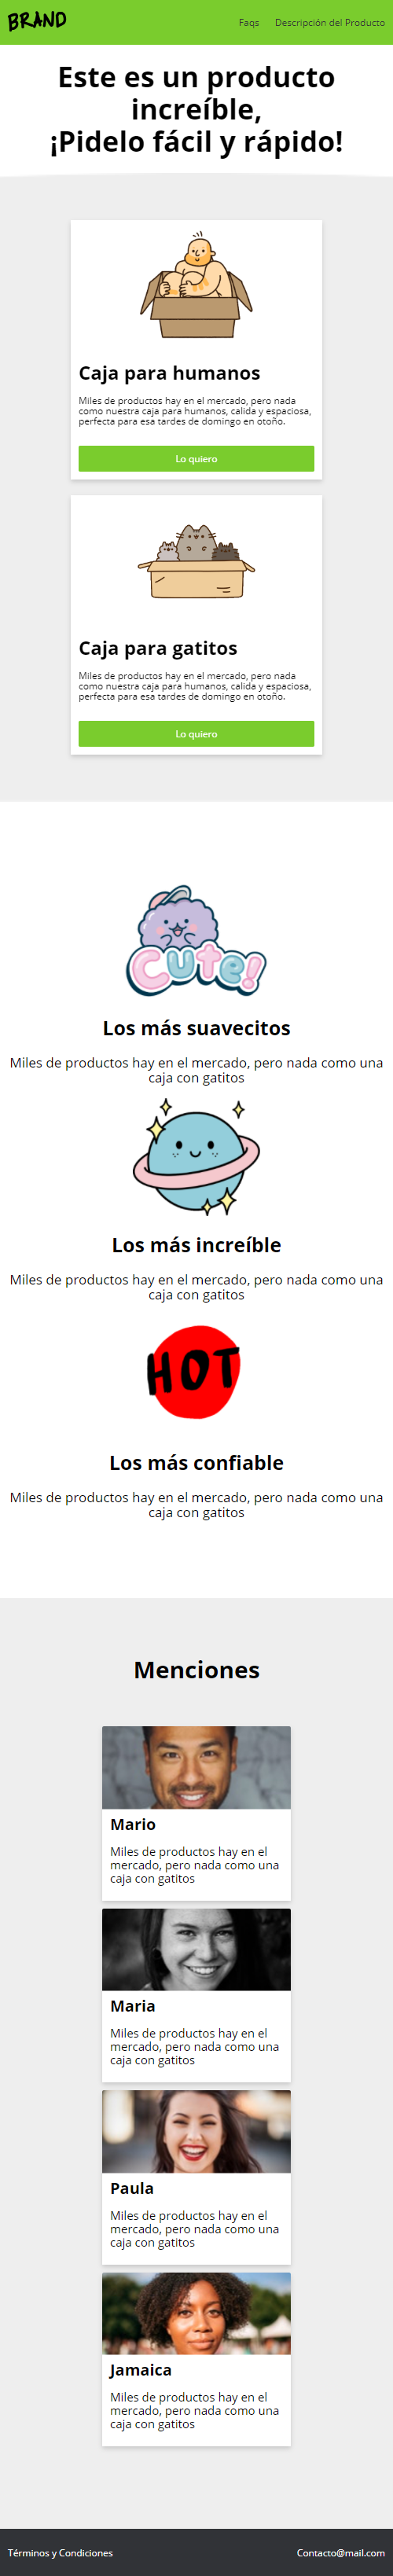 BRAND
Faqs
Descripción del Producto
Este es un producto
increíble,
¡Pidelo fácil y rápido!
Caja para humanos
Miles de productos hay en el mercado, pero nada
como nuestra caja para humanos, calida y espaciosa,
perfecta para esa tardes de domingo en otoño.
Lo quiero
Caja para gatitos
Miles de productos hay en el mercado, pero nada
como nuestra caja para humanos, calida y espaciosa,
perfecta para esa tardes de domingo en otoño.
Lo quiero
Cute!
Los más suavecitos
Miles de productos hay en el mercado, pero nada como una
caja con gatitos
Los más increíble
Miles de productos hay en el mercado, pero nada como una
caja con gatitos
HOT
Los más confiable
Miles de productos hay en el mercado, pero nada como una
caja con gatitos
Menciones
Mario
Miles de productos hay en el
mercado, pero nada como una
caja con gatitos
Maria
Miles de productos hay en el
mercado, pero nada como una
caja con gatitos
Paula
Miles de productos hay en el
mercado, pero nada como una
caja con gatitos
Jamaica
Miles de productos hay en el
mercado, pero nada como una
caja con gatitos
Términos y Condiciones
Contacto@mail.com